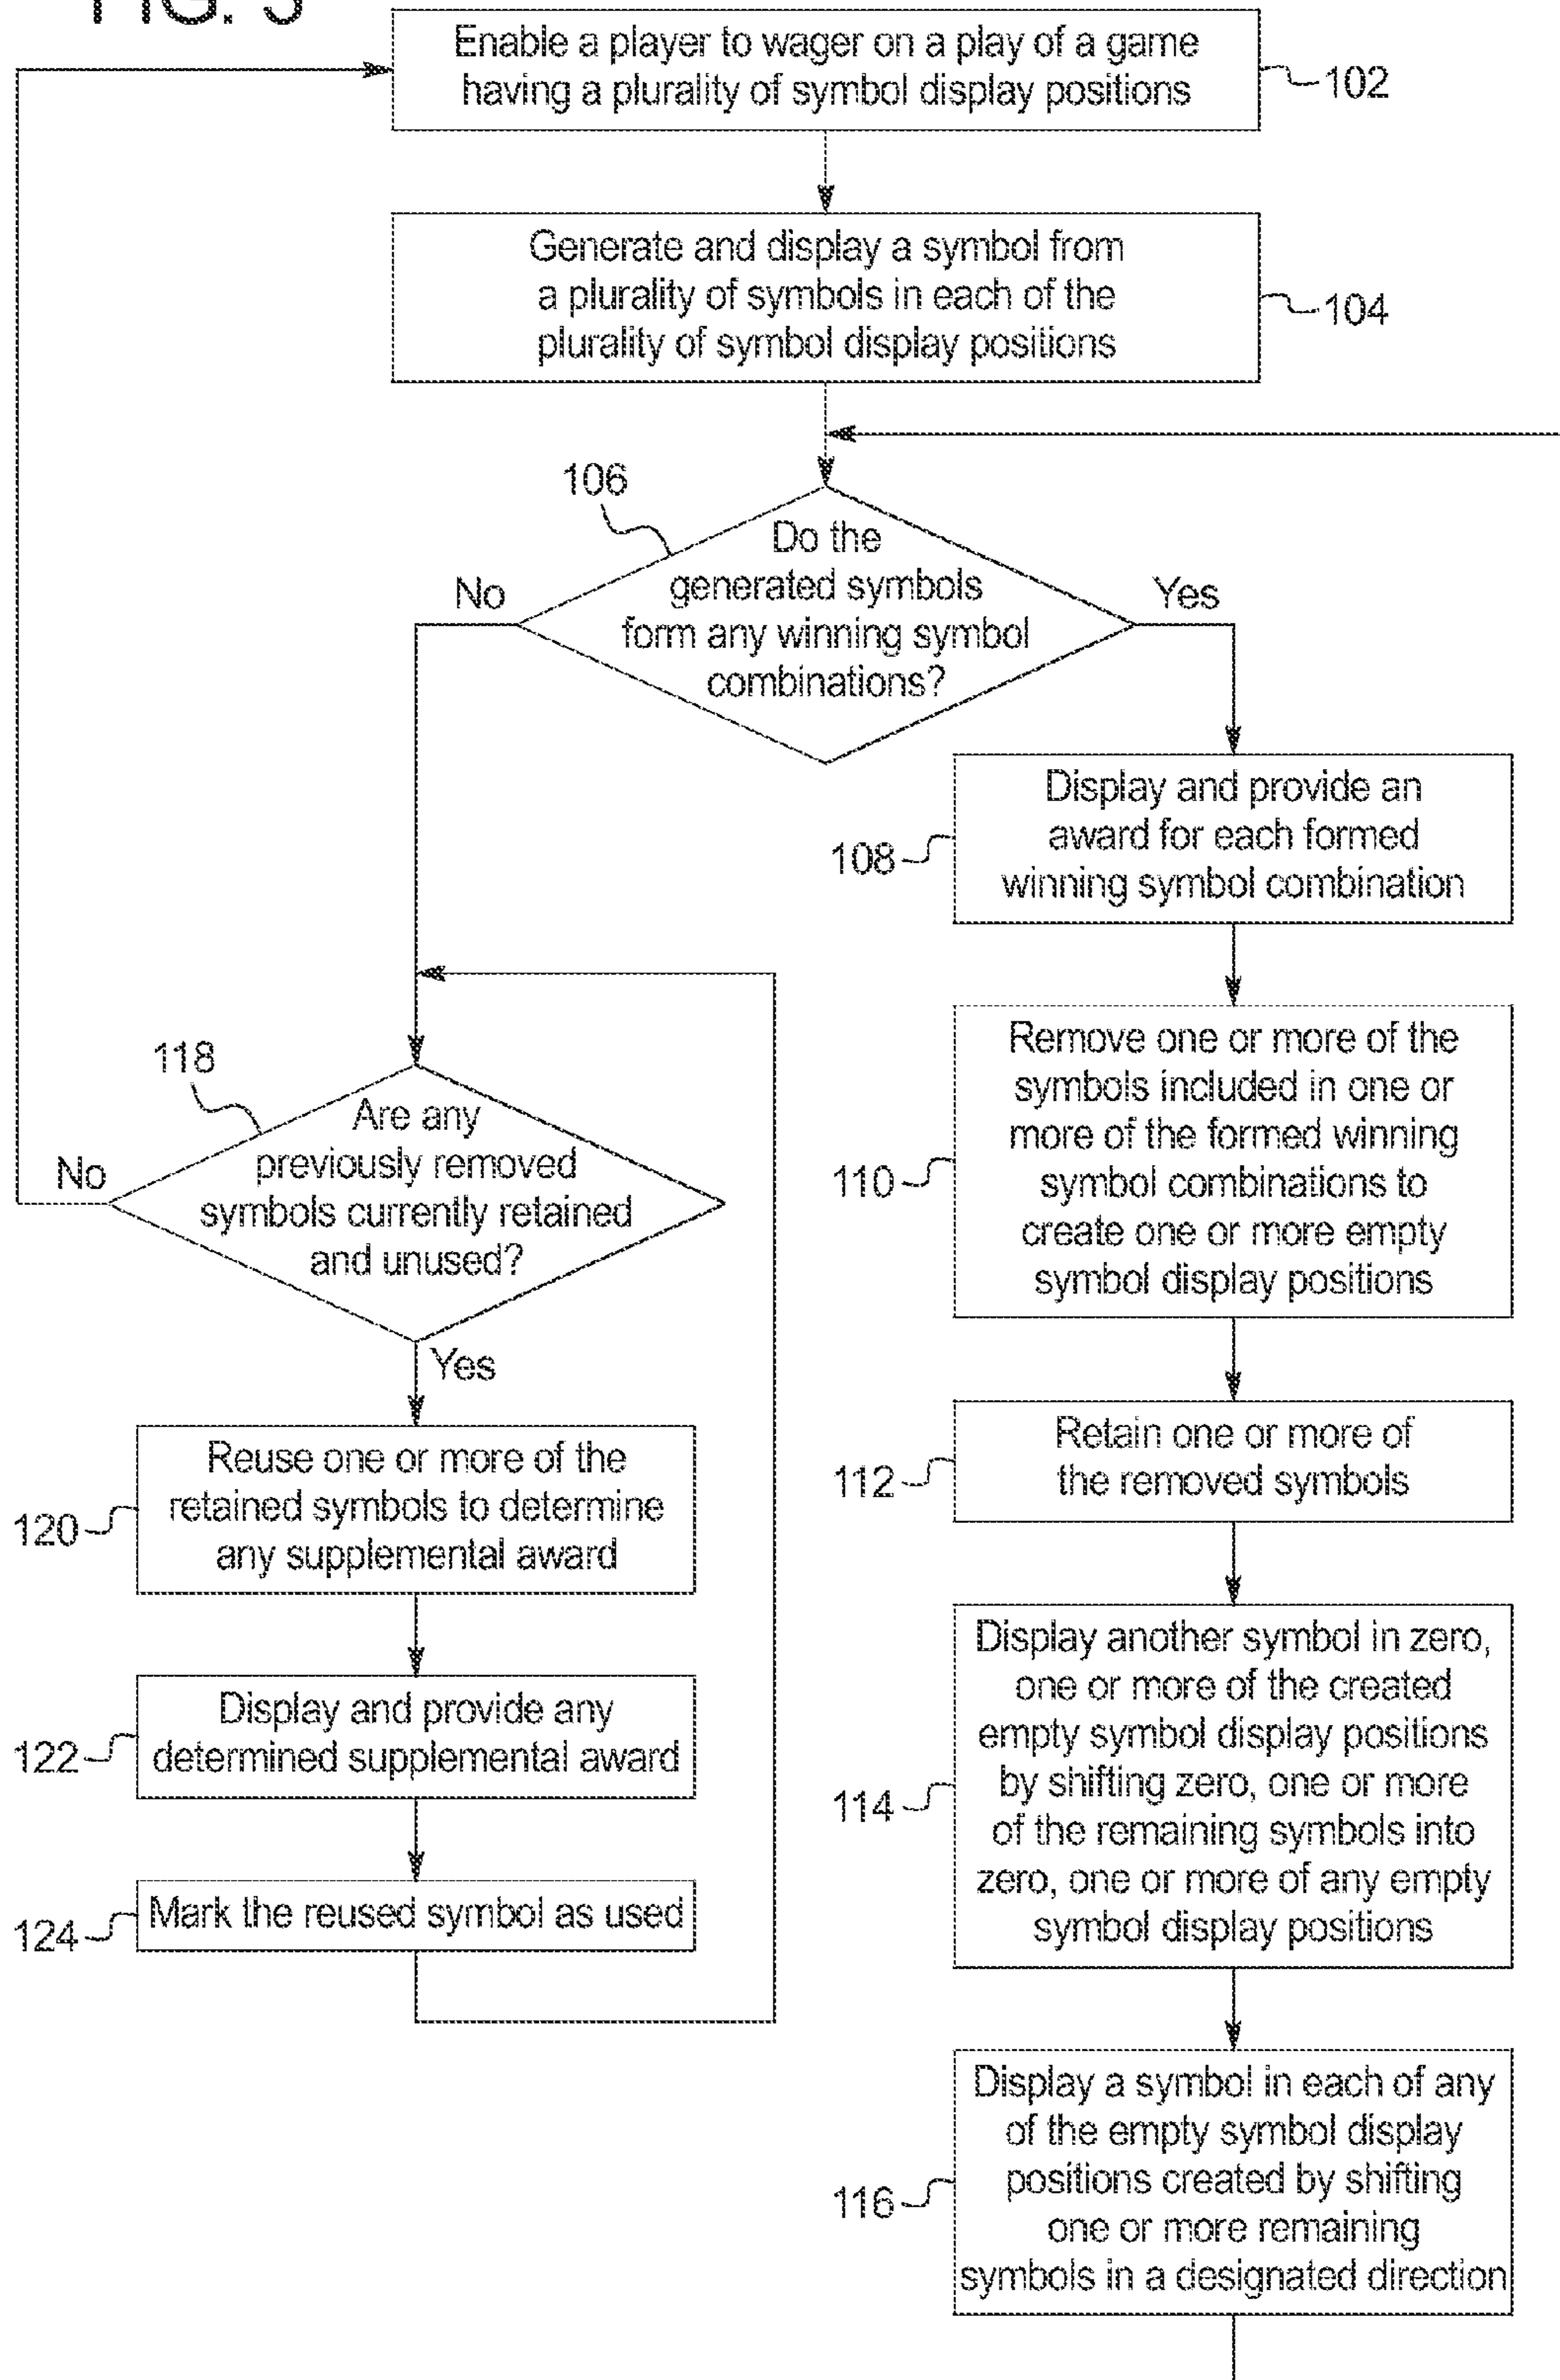 Enable a player to wager on a play of a game
having a plurality of symbol display positions
102
Generate and display a symbol from
a plurality of symbols in each of the
plurality of symbol display positions
104
106
Do the
generated symbols
form any winning symbol
combinations?
No
Yes
Display and provide an
award for each formed
winning symbol combination
108
Remove one or more of the
symbols included in one or
more of the formed winning
symbol combinations to
create one or more empty
symbol display positions
110
Retain one or more of
the removed symbols
112
Display another symbol in zero,
one or more of the created
empty symbol display positions
by shifting zero, one or more
of the remaining symbols into
zero, one or more of any empty
symbol display positions
114
Display a symbol in each of any
of the empty symbol display
positions created by shifting
one or more remaining
symbols in a designated direction
116
118
Are any
previously removed
symbols currently retained
and unused?
No
Yes
Reuse one or more of the
retained symbols to determine
any supplemental award
120
Display and provide any
determined supplemental award
122
Mark the reused symbol as used
124